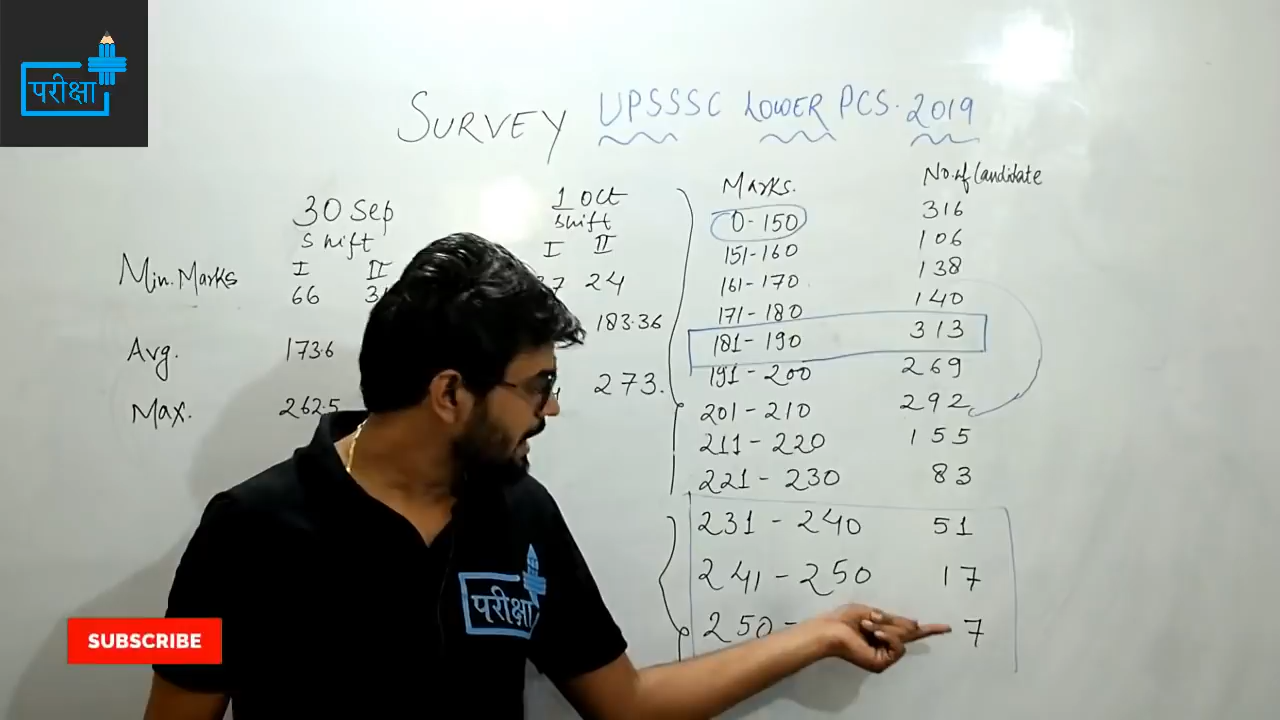 परीक्षा
SURVEY UPSSSC LOWER PCS. 2019
30 Sep
Shift
I II
Min. Marks 66
Avg. 173.6
Max. 262.5
1 Oct
Shift
I II
24
183.36
273.
Marks. No. of Candidate
0-150 316
151-160 106
161-170 138
171-180 140
181-190 313
191-200 269
201-210 292
211-220 155
221-230 83
231-240 51
241-250 17
250- 7
परीक्षा
SUBSCRIBE